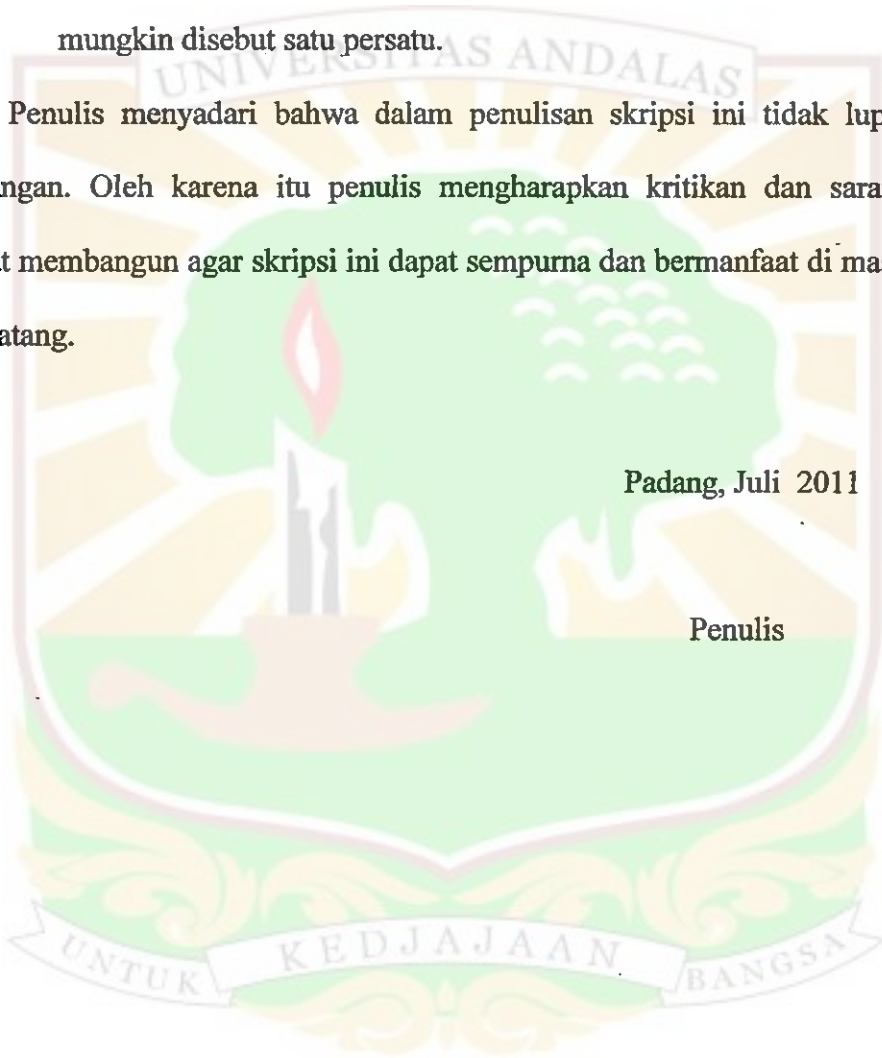 mungkin disebut satu persatu.
UNIVERSITAS ANDALAS
Penulis menyadari bahwa dalam penulisan skripsi ini tidak lup
ngan. Oleh karena itu penulis mengharapkan kritikan dan sara
t membangun agar skripsi ini dapat sempurna dan bermanfaat di ma
atang.
Padang, Juli 2011
Penulis
UNTUK KEDJAJAAN BANGSA